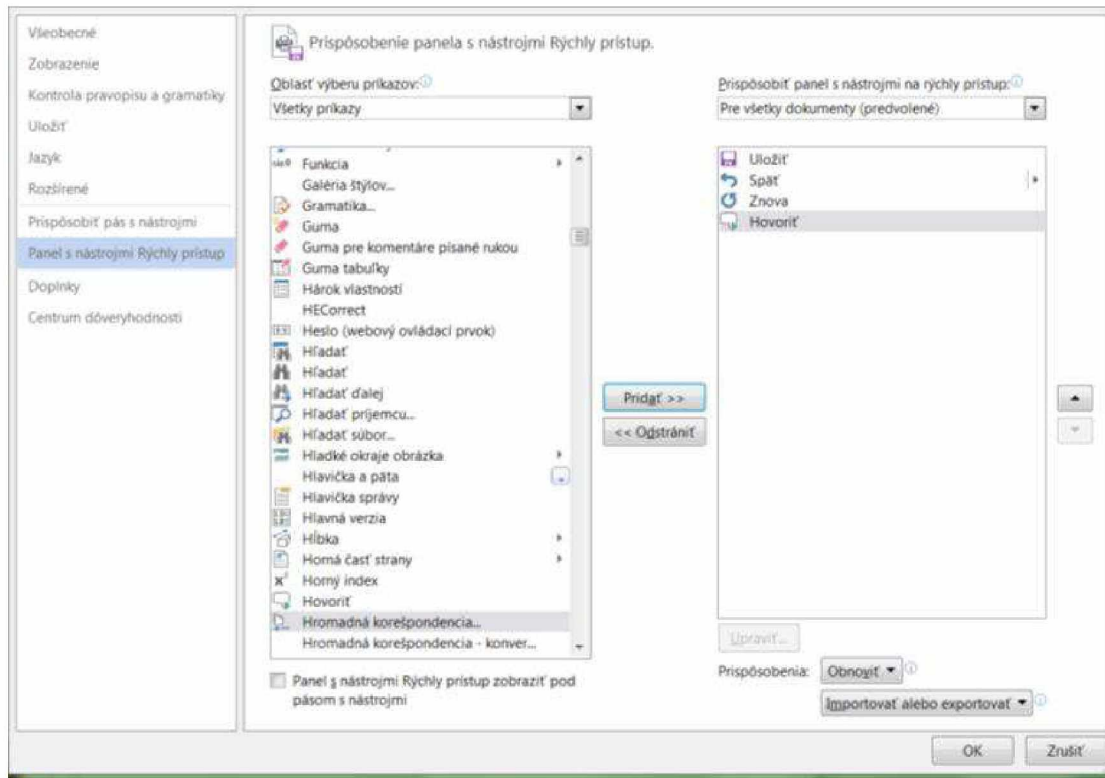 Všeobecné
Zobrazenie
Kontrola pravopisu a gramatiky
Uložiť
Jazyk
Rozšírené
Prispôsobiť pás s nástrojmi
Panel s nástrojmi Rýchly prístup
Doplnky
Centrum dôveryhodnosti
Prispôsobenie panela s nástrojmi Rýchly prístup.
Oblasť výberu príkazov:
Všetky príkazy
Funkcia
Galéria štýlov...
Gramatika...
Guma
Guma pre komentáre písané rukou
Guma tabuľky
Hárok vlastností
HECorrect
Heslo (webový ovládací prvok)
Hľadať
Hľadať
Hľadať ďalej
Hľadať príjemcu...
Hľadať súbor...
Hladké okraje obrázka
Hlavička a päta
Hlavička správy
Hlavná verzia
Hĺbka
Horná časť strany
Horný index
Hovoriť
Hromadná korešpondencia...
Hromadná korešpondencia - konver...
Panel s nástrojmi Rýchly prístup zobraziť pod
pásom s nástrojmi
Pridať >>
<< Odstrániť
Prispôsobiť panel s nástrojmi na rýchly prístup:
Pre všetky dokumenty (predvolené)
Uložiť
Späť
Znova
Hovoriť
Upraviť...
Prispôsobenia:
Obnoviť
Importovať alebo exportovať
OK
Zrušiť